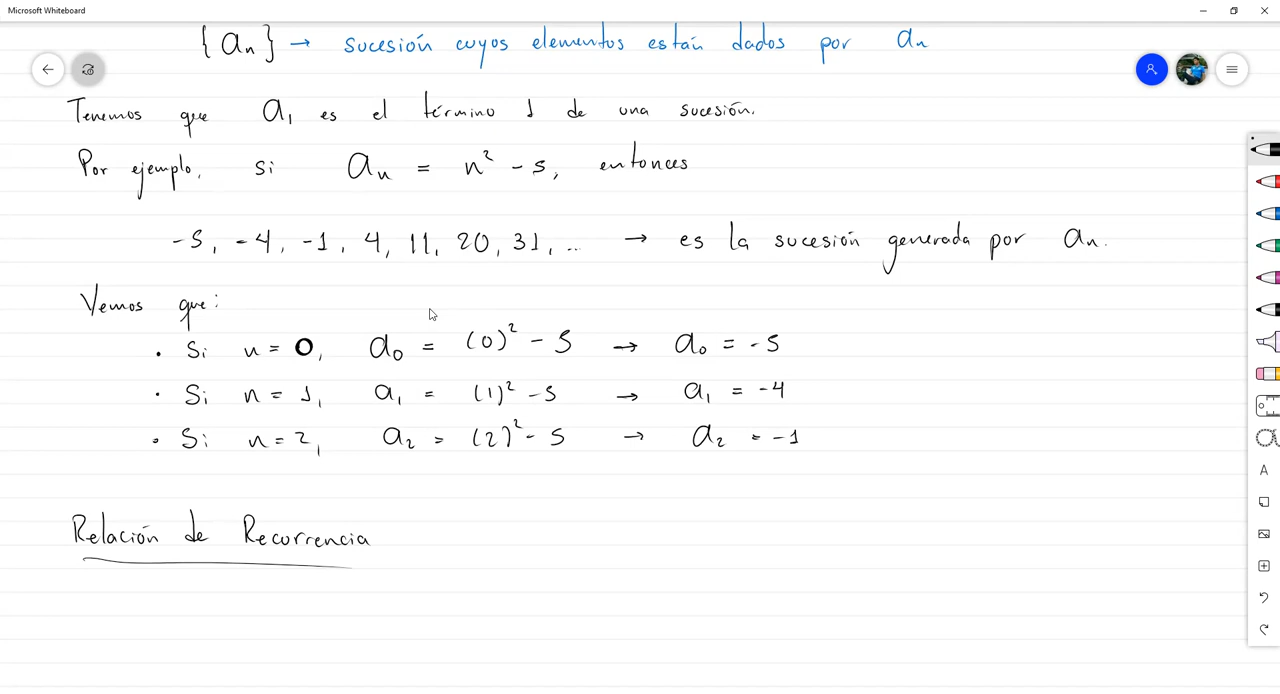 Microsoft Whiteboard
{an} → sucesión cuyos elementos están dados por an
Tenemos que a₁ es el término 1 de una sucesión.
Por ejemplo, si an = n² - 5, entonces
-5, -4, -1, 4, 11, 20, 31, ... → es la sucesión generada por an.
Vemos que:
• Si n = 0, a₀ = (0)² - 5 → a₀ = -5
• Si n = 1, a₁ = (1)² - 5 → a₁ = -4
• Si n = 2, a₂ = (2)² - 5 → a₂ = -1
Relación de Recurrencia
A